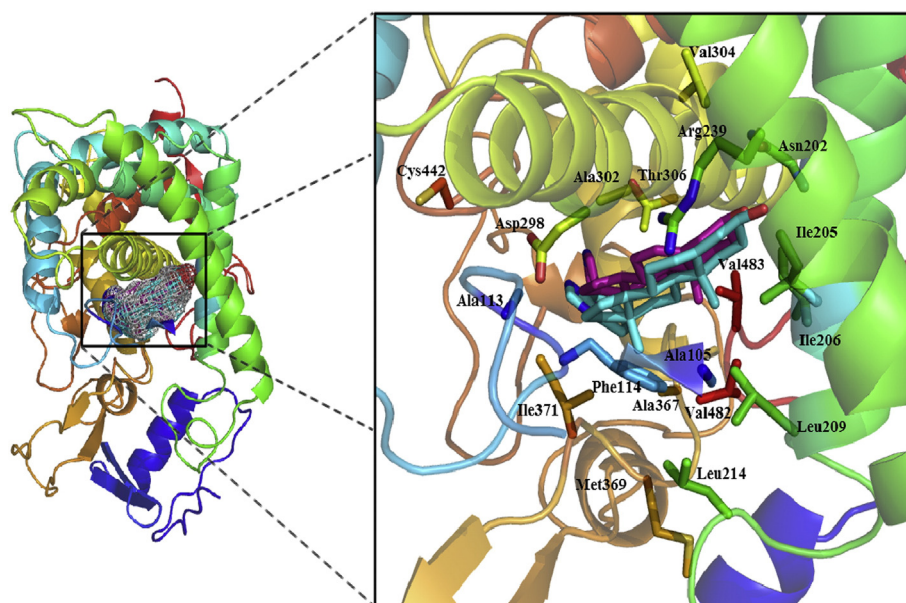 Val304
Arg239
Asn202
Cys442
Ala302
Thr306
Asp298
Ile205
Val483
Ala113
Ile206
Ala105
Phe114
Ile371
Ala367
Val482
Leu209
Leu214
Met369